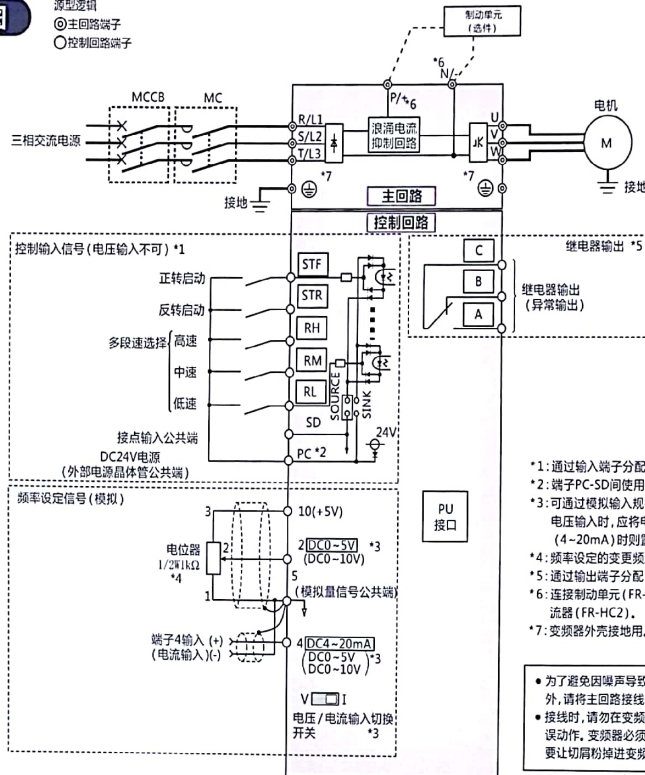 源型逻辑
◎主回路端子
○控制回路端子
制动单元
(选件)
*6
N/-
P/+
*6
MCCB
MC
R/L1
S/L2
T/L3
三相交流电源
浪涌电流
抑制回路
U
V
W
电机
M
*7
*7
接地
接地
主回路
控制回路
控制输入信号(电压输入不可) *1
正转启动
STF
反转启动
STR
多段速选择
高速
RH
中速
RM
低速
RL
SOURCE
SINK
SD
接点输入公共端
24V
DC24V电源
(外部电源晶体管公共端)
PC *2
C
B
A
继电器输出 *5
继电器输出
(异常输出)
频率设定信号(模拟)
3
10(+5V)
电位器
1/2W1kΩ
*4
2
2
DC0~5V
*3
(DC0~10V)
1
5
(模拟量信号公共端)
端子4输入 (+)
(电流输入)(-)
4
DC4~20mA
DC0~5V
DC0~10V
*3
V
I
电压/电流输入切换
开关
*3
PU
接口
*1:通过输入端子分配
*2:端子PC-SD间使用
*3:可通过模拟输入规
电压输入时,应将电
(4~20mA)时则
*4:频率设定的变更频
*5:通过输出端子分配
*6:连接制动单元(FR-
流器(FR-HC2)。
*7:变频器外壳接地用
● 为了避免因噪声导致
外,请将主回路接线
● 接线时,请勿在变频
误动作。变频器必须
要让切屑粉掉进变频